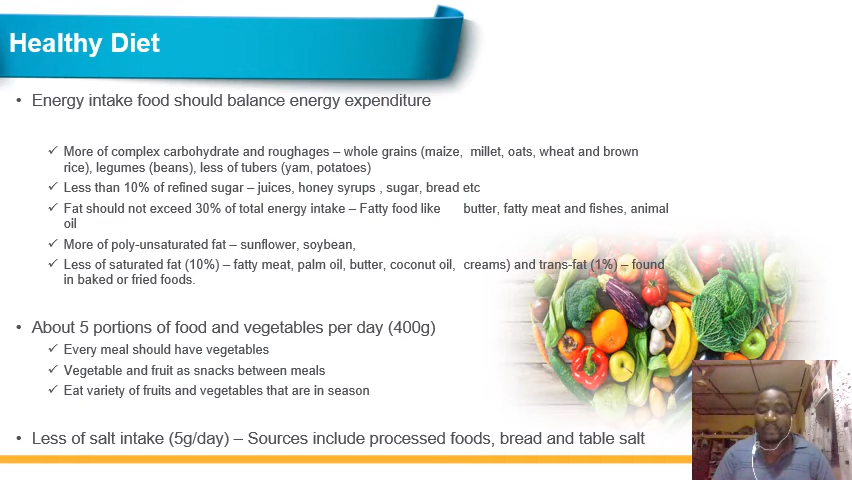 Healthy Diet
• Energy intake food should balance energy expenditure
✓ More of complex carbohydrate and roughages – whole grains (maize, millet, oats, wheat and brown
rice), legumes (beans), less of tubers (yam, potatoes)
✓ Less than 10% of refined sugar – juices, honey syrups , sugar, bread etc
✓ Fat should not exceed 30% of total energy intake – Fatty food like butter, fatty meat and fishes, animal
oil
✓ More of poly-unsaturated fat – sunflower, soybean,
✓ Less of saturated fat (10%) – fatty meat, palm oil, butter, coconut oil, creams) and trans-fat (1%) – found
in baked or fried foods.
• About 5 portions of food and vegetables per day (400g)
✓ Every meal should have vegetables
✓ Vegetable and fruit as snacks between meals
✓ Eat variety of fruits and vegetables that are in season
• Less of salt intake (5g/day) – Sources include processed foods, bread and table salt